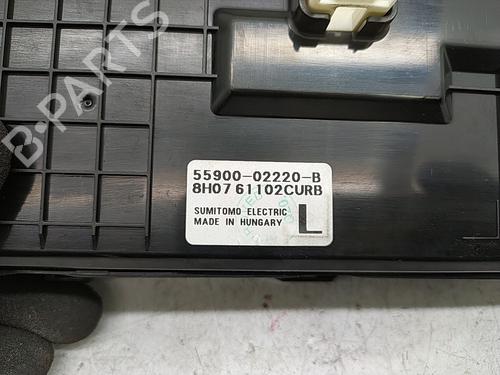 B-PARTS
55900-02220-B
8H07 61102CURB
SUMITOMO ELECTRIC
MADE IN HUNGARY
L